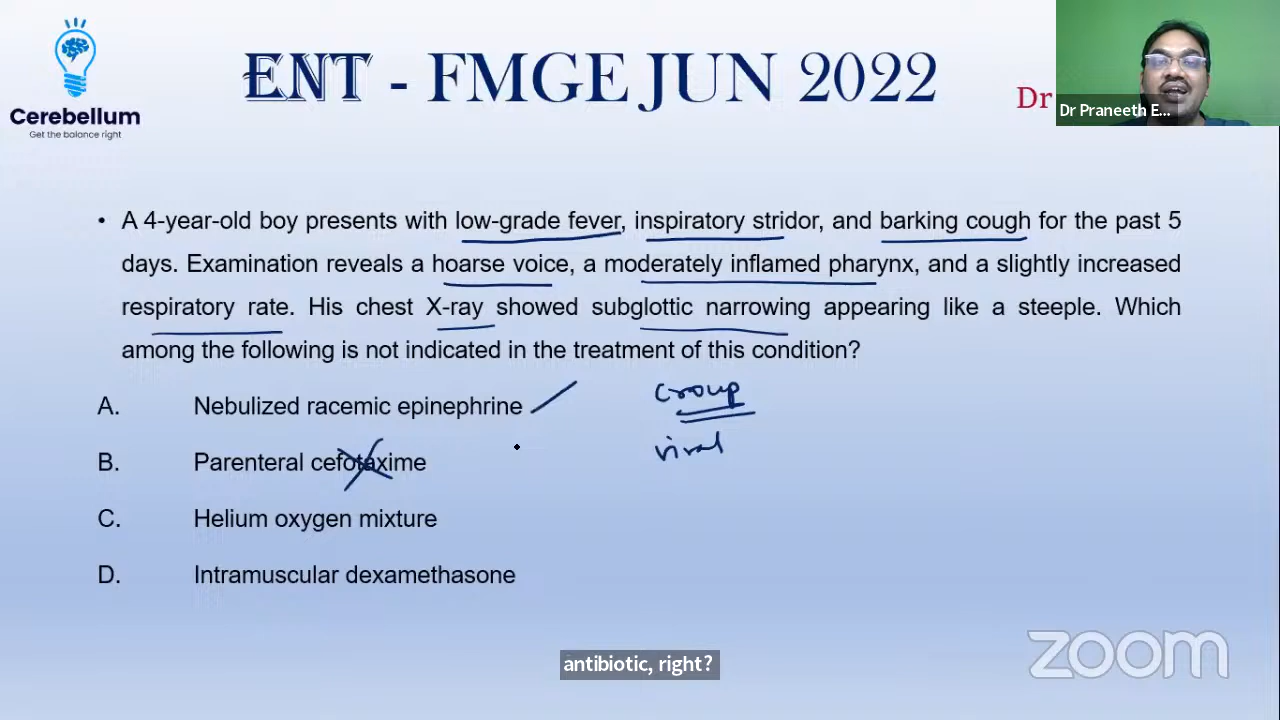 Cerebellum
Get the balance right
ENT - FMGE JUN 2022
Dr
Dr Praneeth E...
• A 4-year-old boy presents with low-grade fever, inspiratory stridor, and barking cough for the past 5
days. Examination reveals a hoarse voice, a moderately inflamed pharynx, and a slightly increased
respiratory rate. His chest X-ray showed subglottic narrowing appearing like a steeple. Which
among the following is not indicated in the treatment of this condition?
A. Nebulized racemic epinephrine
croup
B. Parenteral cefotaxime
viral
C. Helium oxygen mixture
D. Intramuscular dexamethasone
antibiotic, right?
zoom